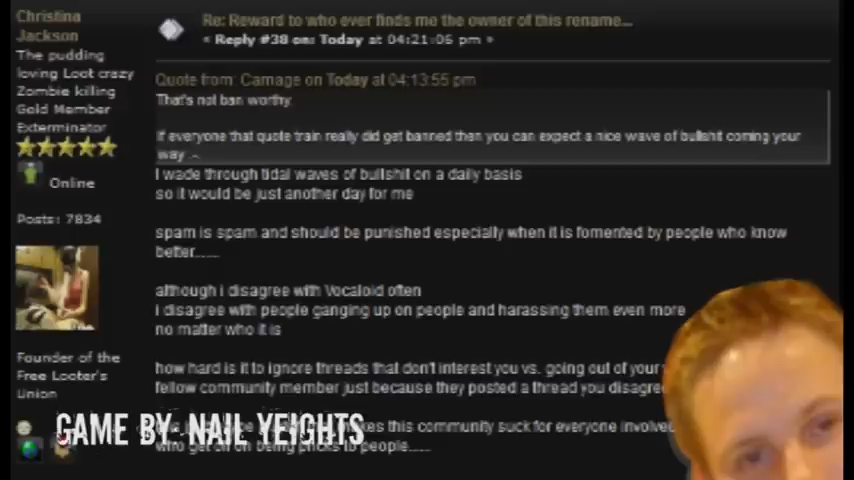 Christina
Jackson
The pudding
loving Loot crazy
Zombie killing
Gold Member
Exterminator
Online
Posts: 7834
Founder of the
Free Looter's
Union
Re: Reward to who ever finds me the owner of this rename...
« Reply #38 on: Today at 04:21:06 pm »
Quote from: Carnage on Today at 04:13:55 pm
That's not ban worthy.
If everyone that quote train really did get banned then you can expect a nice wave of bullshit coming your
way
I wade through tidal waves of bullshit on a daily basis
so it would be just another day for me
spam is spam and should be punished especially when it is fomented by people who know
better......
although i disagree with Vocaloid often
i disagree with people ganging up on people and harassing them even more
no matter who it is
how hard is it to ignore threads that don't interest you vs. going out of your
fellow community member just because they posted a thread you
this community suck for everyone
who get off on being pricks to people......
GAME BY: NAIL YEIGHTS